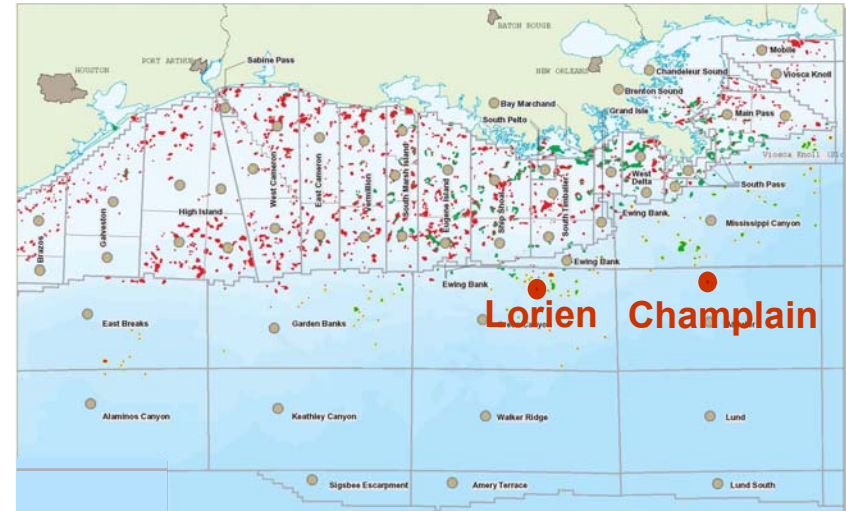 BATON ROUGE
Mobile
PORT ARTHUR
Sabine Pass
HOUSTON
NEW ORLEANS
Chandeleur Sound
Viosca Knoll
Brenton Sound
Bay Marchand
Grand Isle
South Pelto
Main Pass
Viosca Knoll
West Cameron
East Cameron
Vermillion
South Marsh Island
Eugene Island
Ship Shoal
South Timbalier
West Delta
South Pass
High Island
Galveston
Brazos
Ewing Bank
Mississippi Canyon
Ewing Bank
Ewing Bank
Lorien
Champlain
East Breaks
Garden Banks
Alaminos Canyon
Keathley Canyon
Walker Ridge
Lund
Sigsbee Escarpment
Amery Terrace
Lund South